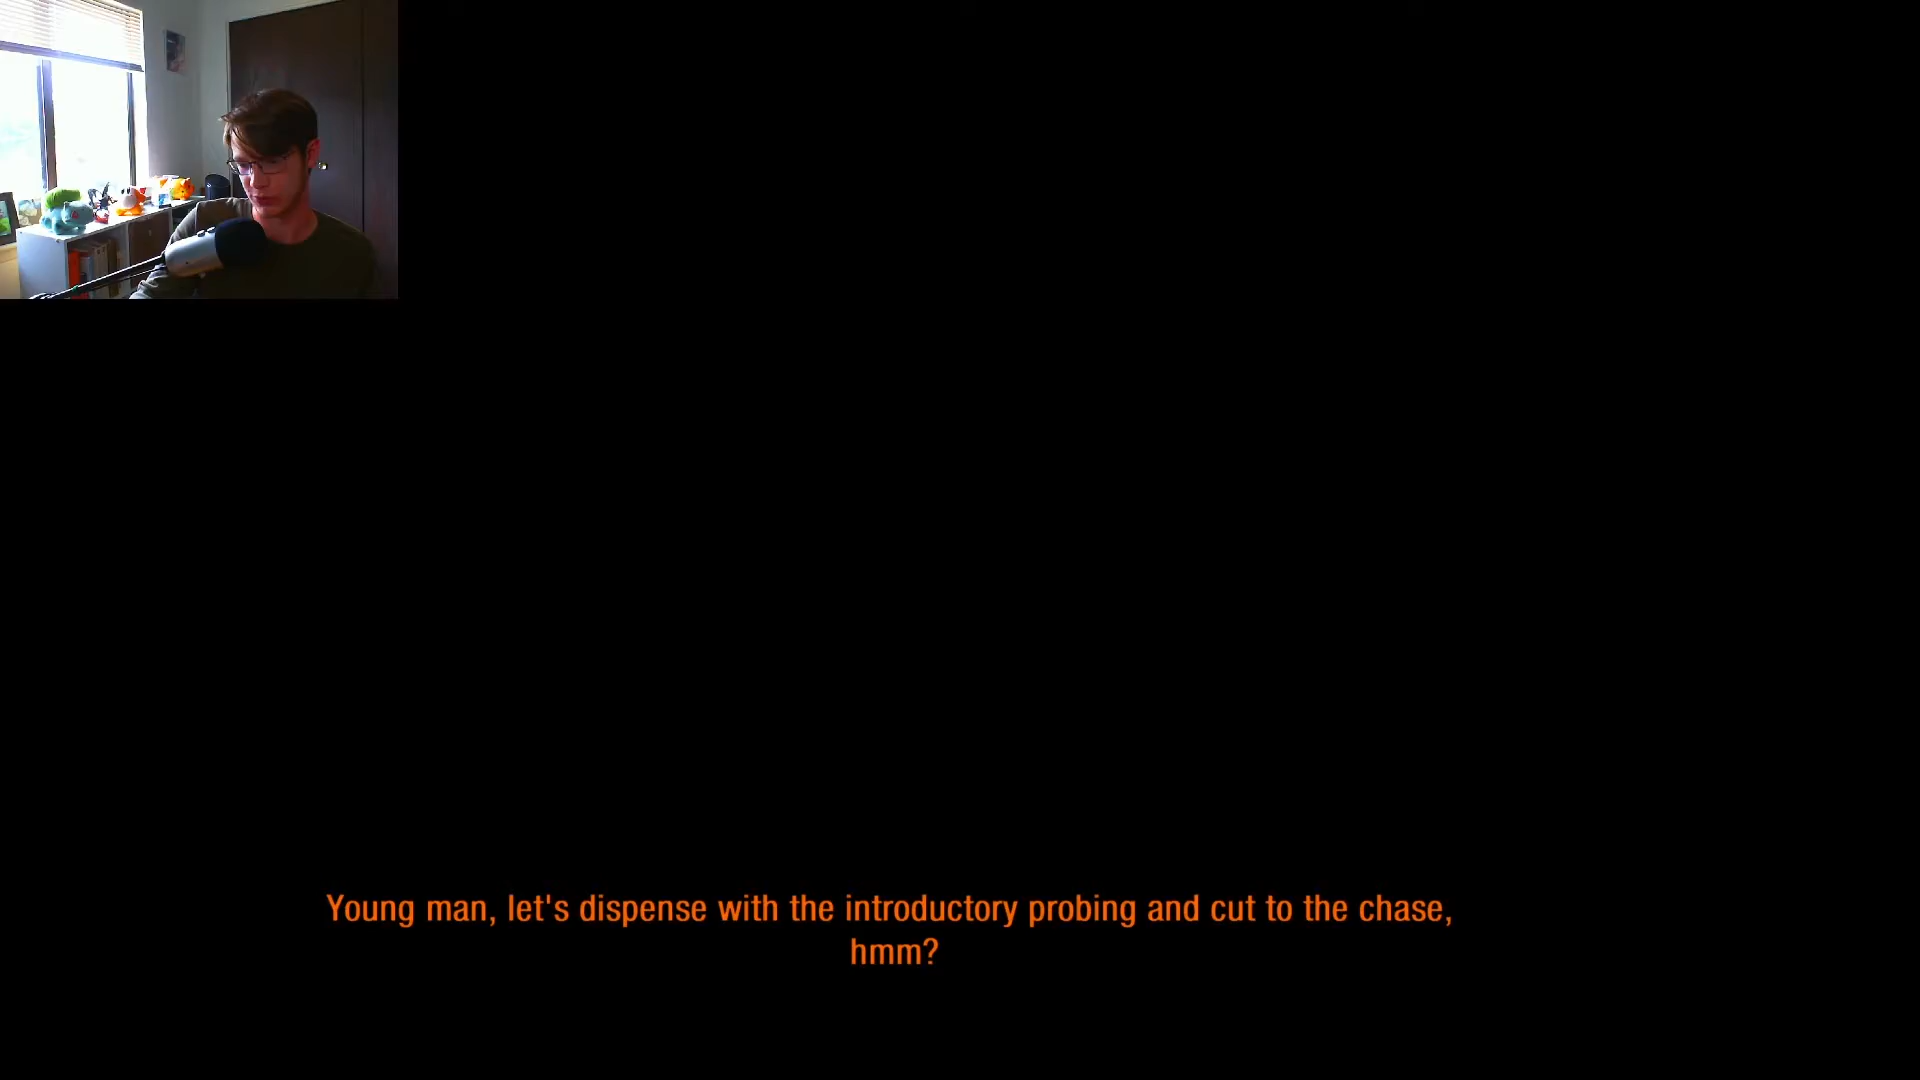 Young man, let's dispense with the introductory probing and cut to the chase,
hmm?